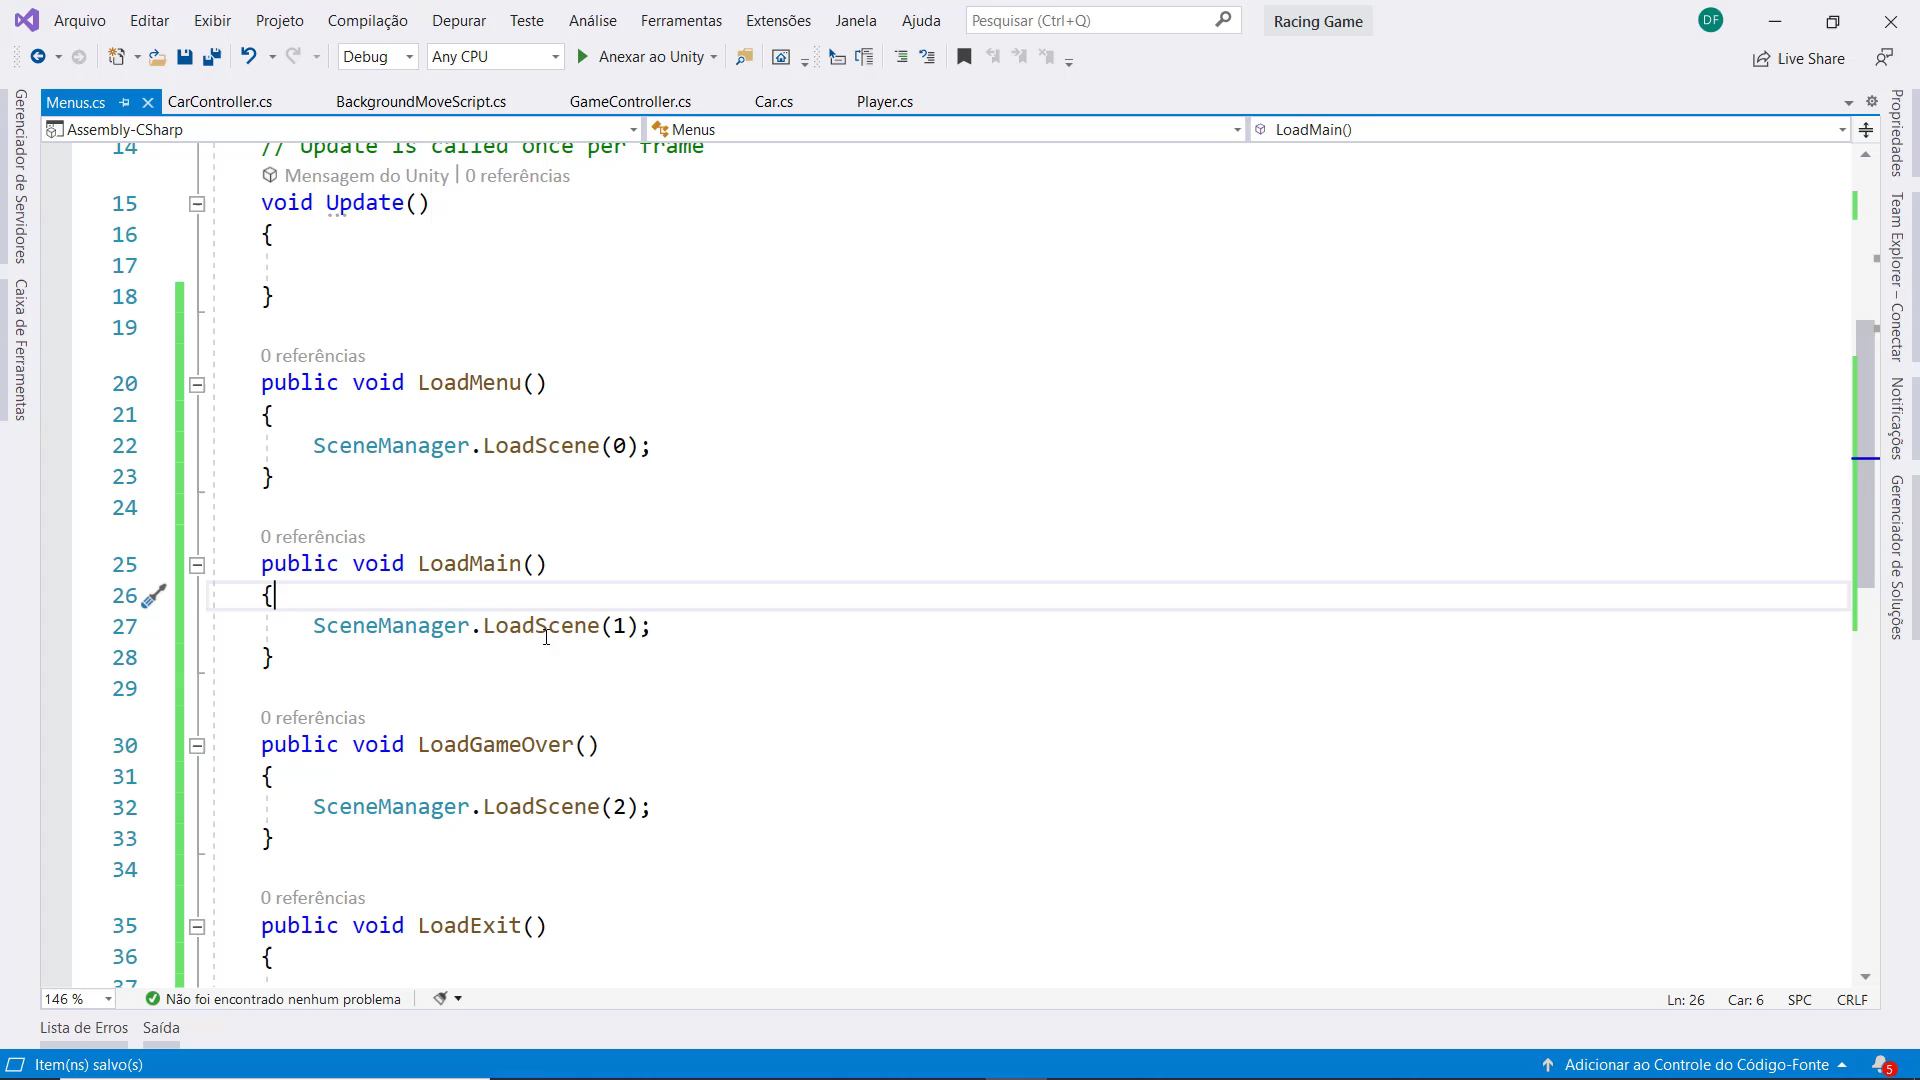 Arquivo Editar Exibir Projeto Compilação Depurar Teste Análise Ferramentas Extensões Janela Ajuda Pesquisar (Ctrl+Q) Racing Game DF
Debug Any CPU Anexar ao Unity Live Share
Menus.cs CarController.cs BackgroundMoveScript.cs GameController.cs Car.cs Player.cs
Assembly-CSharp Menus LoadMain()
14 // Update is called once per frame
Mensagem do Unity | 0 referências
15 void Update()
16 {
17
18 }
19
0 referências
20 public void LoadMenu()
21 {
22 SceneManager.LoadScene(0);
23 }
24
0 referências
25 public void LoadMain()
26 {
27 SceneManager.LoadScene(1);
28 }
29
0 referências
30 public void LoadGameOver()
31 {
32 SceneManager.LoadScene(2);
33 }
34
0 referências
35 public void LoadExit()
36 {
37
146 % Não foi encontrado nenhum problema Ln: 26 Car: 6 SPC CRLF
Lista de Erros Saída
Item(ns) salvo(s) Adicionar ao Controle do Código-Fonte 5
Gerenciador de Servidores
Caixa de Ferramentas
Propriedades
Team Explorer – Conectar
Notificações
Gerenciador de Soluções